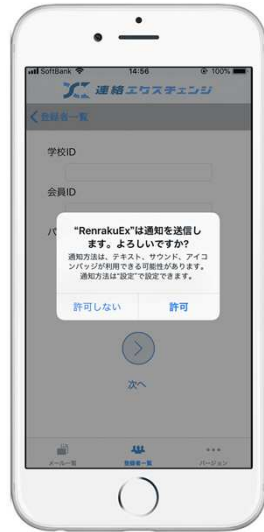 SoftBank 14:56 100%
連絡エクスチェンジ
登録者一覧
学校ID
会員ID
パ
"RenrakuEx"は通知を送信し
ます。よろしいですか?
通知方法は、テキスト、サウンド、アイコ
ンバッジが利用できる可能性があります。
通知方法は"設定"で設定できます。
許可しない 許可
次へ
メール一覧 登録者一覧 バージョン